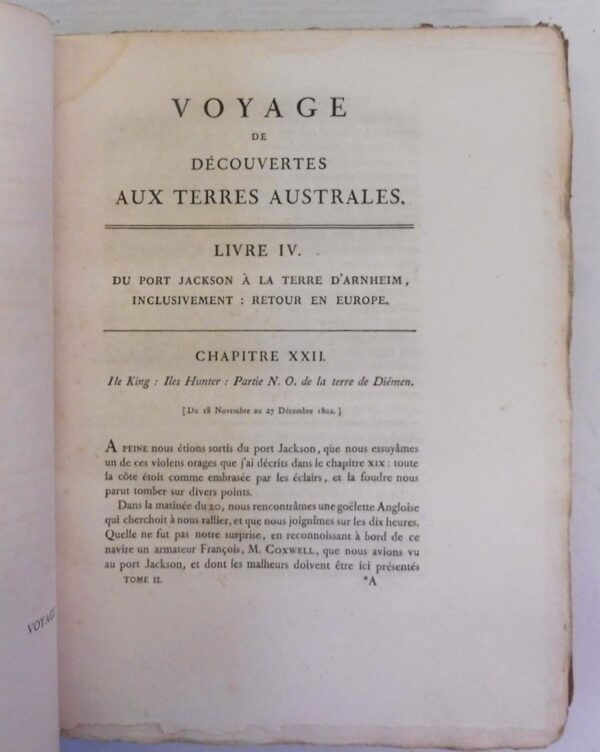 VOYAGE
DE
DÉCOUVERTES
AUX TERRES AUSTRALES.
LIVRE IV.
DU PORT JACKSON À LA TERRE D'ARNHEIM,
INCLUSIVEMENT : RETOUR EN EUROPE.
CHAPITRE XXII.
Ile King : Iles Hunter : Partie N. O. de la terre de Diémen.
[Du 18 Novembre au 27 Décembre 1802.]
A PEINE nous étions sortis du port Jackson, que nous essuyâmes
un de ces violens orages que j'ai décrits dans le chapitre XIX : toute
la côte étoit comme embrasée par les éclairs, et la foudre nous
parut tomber sur divers points.
Dans la matinée du 20, nous rencontrâmes une goëlette Angloise
qui cherchoit à nous rallier, et que nous joignîmes sur les dix heures.
Quelle ne fut pas notre surprise, en reconnoissant à bord de ce
navire un armateur François, M. COXWELL, que nous avions vu
au port Jackson, et dont les malheurs doivent être ici présentés
TOME II. *A
VOYAGE